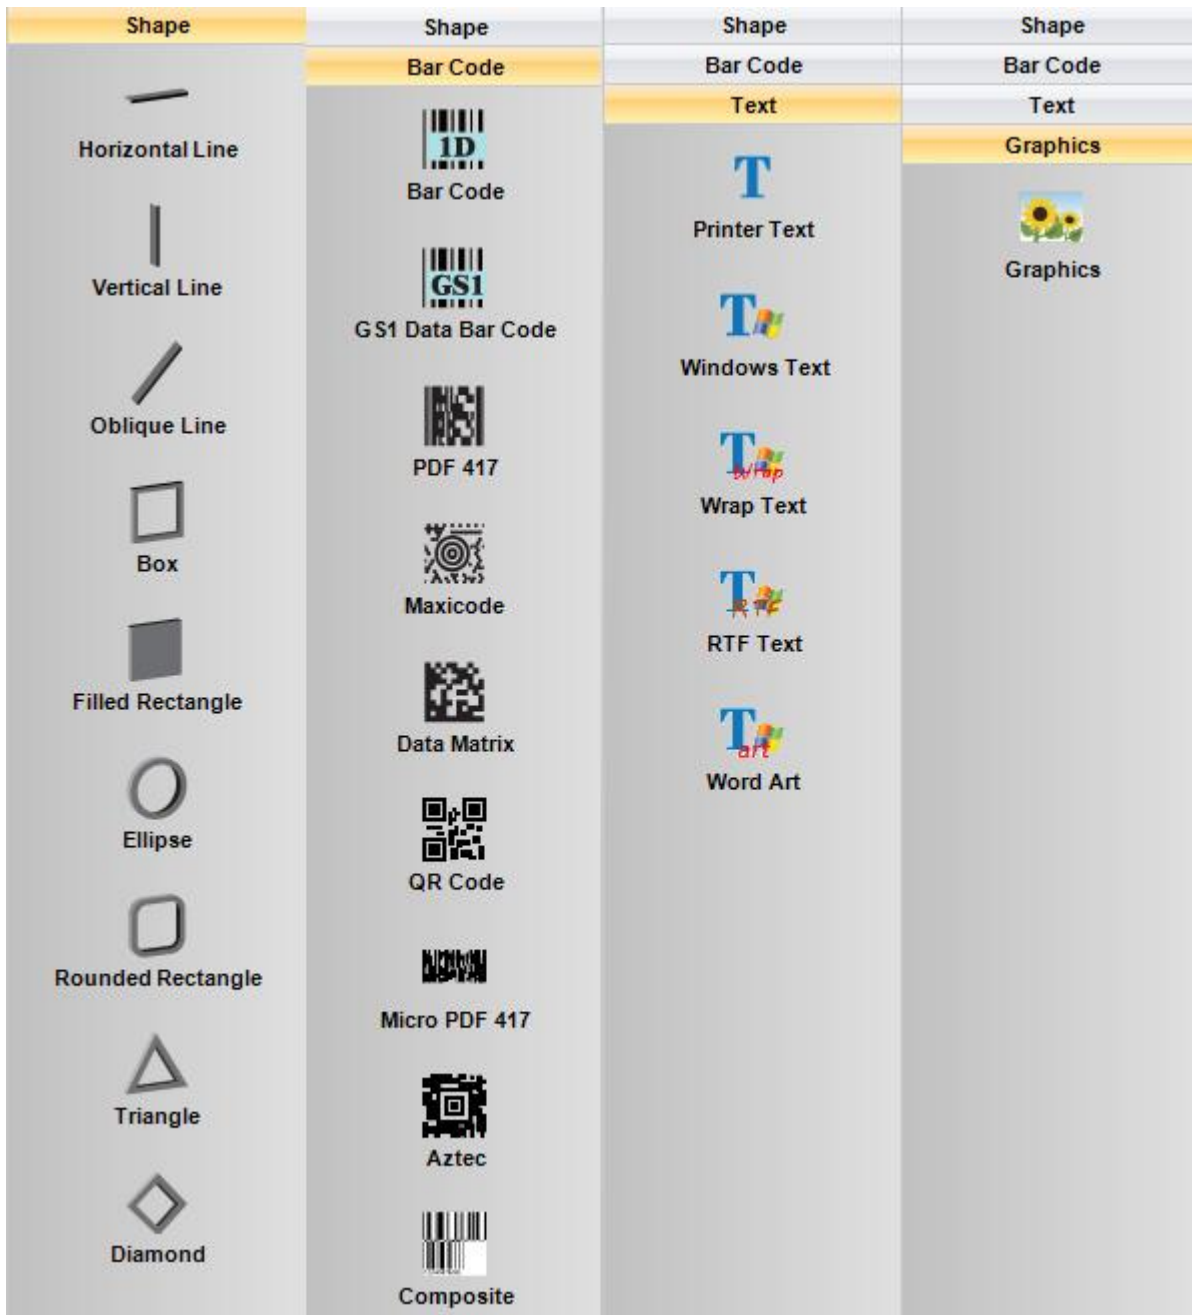 Shape
Horizontal Line
Vertical Line
Oblique Line
Box
Filled Rectangle
Ellipse
Rounded Rectangle
Triangle
Diamond
Shape
Bar Code
1D
Bar Code
GS1
GS1 Data Bar Code
PDF 417
Maxicode
Data Matrix
QR Code
Micro PDF 417
Aztec
Composite
Shape
Bar Code
Text
T
Printer Text
T
Windows Text
T
Wrap
Wrap Text
T
RTF
RTF Text
T
art
Word Art
Shape
Bar Code
Text
Graphics
Graphics